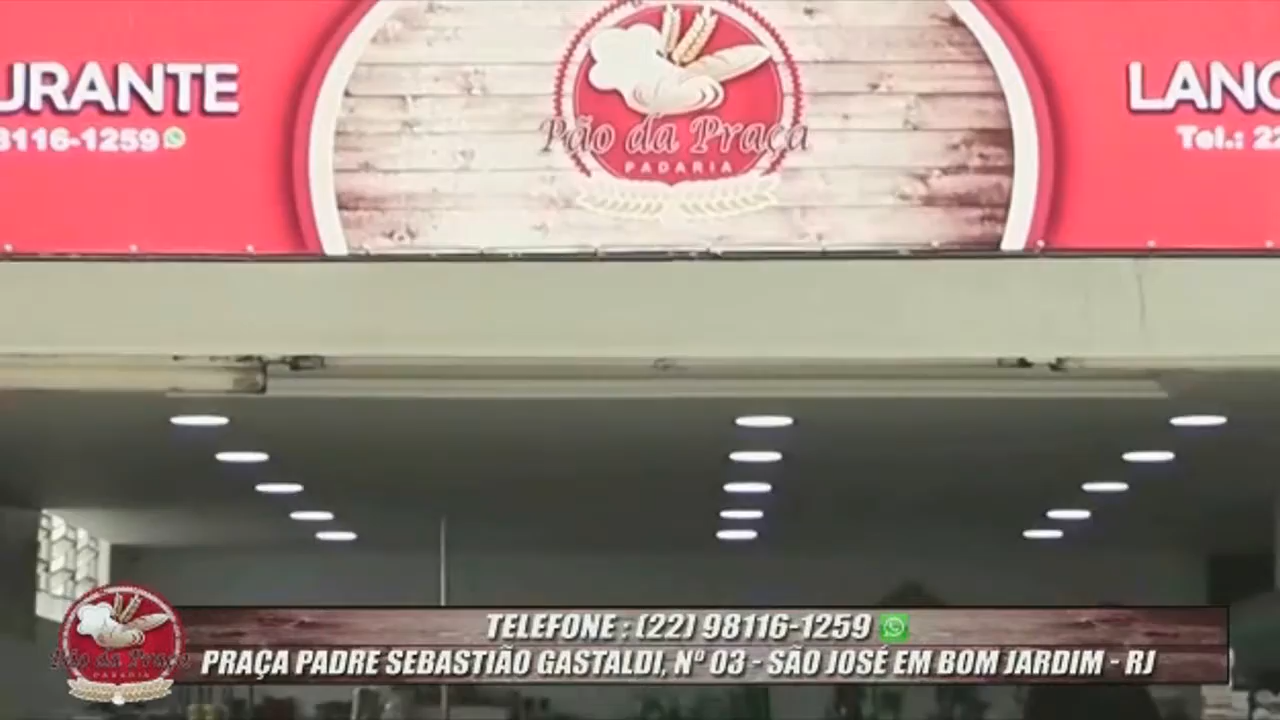 URANTE
8116-1259
Pão da Praça
PADARIA
LANC
Tel.: 22
TELEFONE : (22) 98116-1259
PRAÇA PADRE SEBASTIÃO GASTALDI, Nº 03 - SÃO JOSÉ EM BOM JARDIM - RJ
Pão da Praça
PADARIA